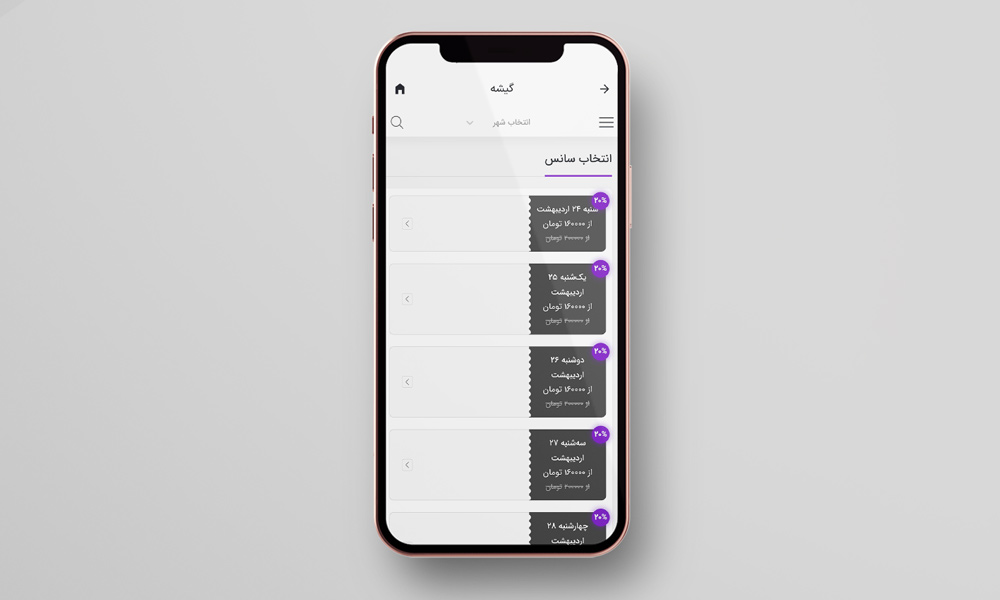 گیشه
انتخاب شهر
انتخاب سانس
۲۰%
شنبه ۲۴ اردیبهشت
از ۱۶۰۰۰۰ تومان
از ۲۰۰۰۰۰ تومان
۲۰%
یک‌شنبه ۲۵
اردیبهشت
از ۱۶۰۰۰۰ تومان
از ۲۰۰۰۰۰ تومان
۲۰%
دوشنبه ۲۶
اردیبهشت
از ۱۶۰۰۰۰ تومان
از ۲۰۰۰۰۰ تومان
۲۰%
سه‌شنبه ۲۷
اردیبهشت
از ۱۶۰۰۰۰ تومان
از ۲۰۰۰۰۰ تومان
۲۰%
چهارشنبه ۲۸
اردیبهشت